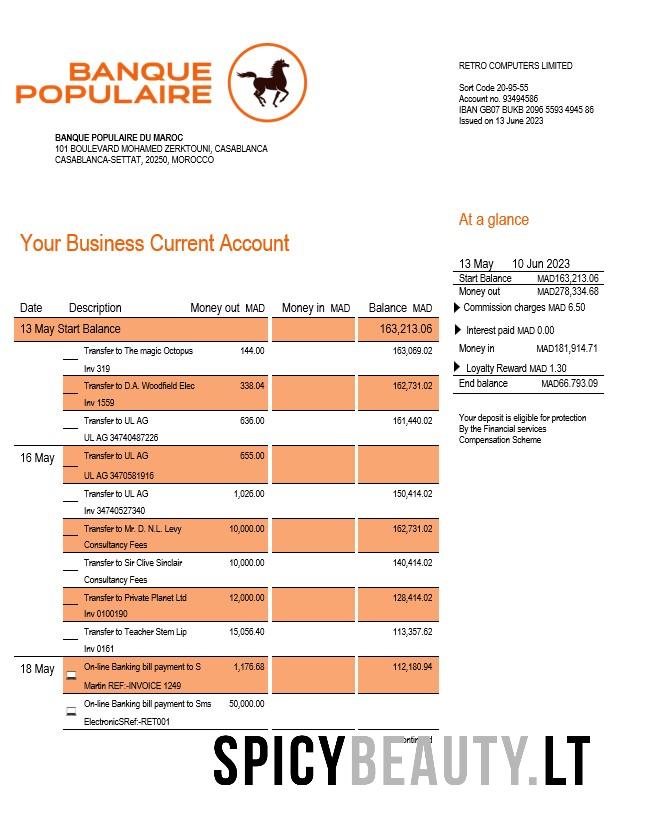 BANQUE
POPULAIRE
BANQUE POPULAIRE DU MAROC
101 BOULEVARD MOHAMED ZERKTOUNI, CASABLANCA
CASABLANCA-SETTAT, 20250, MOROCCO
RETRO COMPUTERS LIMITED
Sort Code 20-95-55
Account no. 93494586
IBAN GB07 BUKB 2096 5593 4945 86
Issued on 13 June 2023
At a glance
13 May 10 Jun 2023
Start Balance MAD163,213.06
Money out MAD278,334.68
Commission charges MAD 6.50
Interest paid MAD 0.00
Money in MAD181,914.71
Loyalty Reward MAD 1.30
End balance MAD66.793.09
Your deposit is eligible for protection
By the Financial services
Compensation Scheme
Your Business Current Account
Date Description Money out MAD Money in MAD Balance MAD
13 May Start Balance 163,213.06
Transfer to The magic Octopus 144.00 163,069.02
Inv 319
Transfer to D.A. Woodfield Elec 338.04 162,731.02
Inv 1559
Transfer to UL AG 636.00 161,440.02
UL AG 34740487226
16 May Transfer to UL AG 655.00
UL AG 3470581916
Transfer to UL AG 1,026.00 150,414.02
Inv 34740527340
Transfer to Mr. D. N.L. Levy 10,000.00 162,731.02
Consultancy Fees
Transfer to Sir Clive Sinclair 10,000.00 140,414.02
Consultancy Fees
Transfer to Private Planet Ltd 12,000.00 128,414.02
Inv 0100190
Transfer to Teacher Stem Lip 15,056.40 113,357.62
Inv 0161
18 May On-line Banking bill payment to S 1,176.68 112,180.94
Martin REF:-INVOICE 1249
On-line Banking bill payment to Sms 50,000.00
ElectronicSRef:-RET001
SPICYBEAUTY.LT